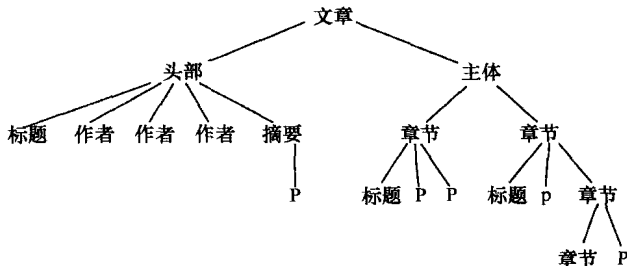 文章
头部 主体
标题 作者 作者 作者 摘要 章节 章节
P 标题 P P 标题 p 章节
章节 P